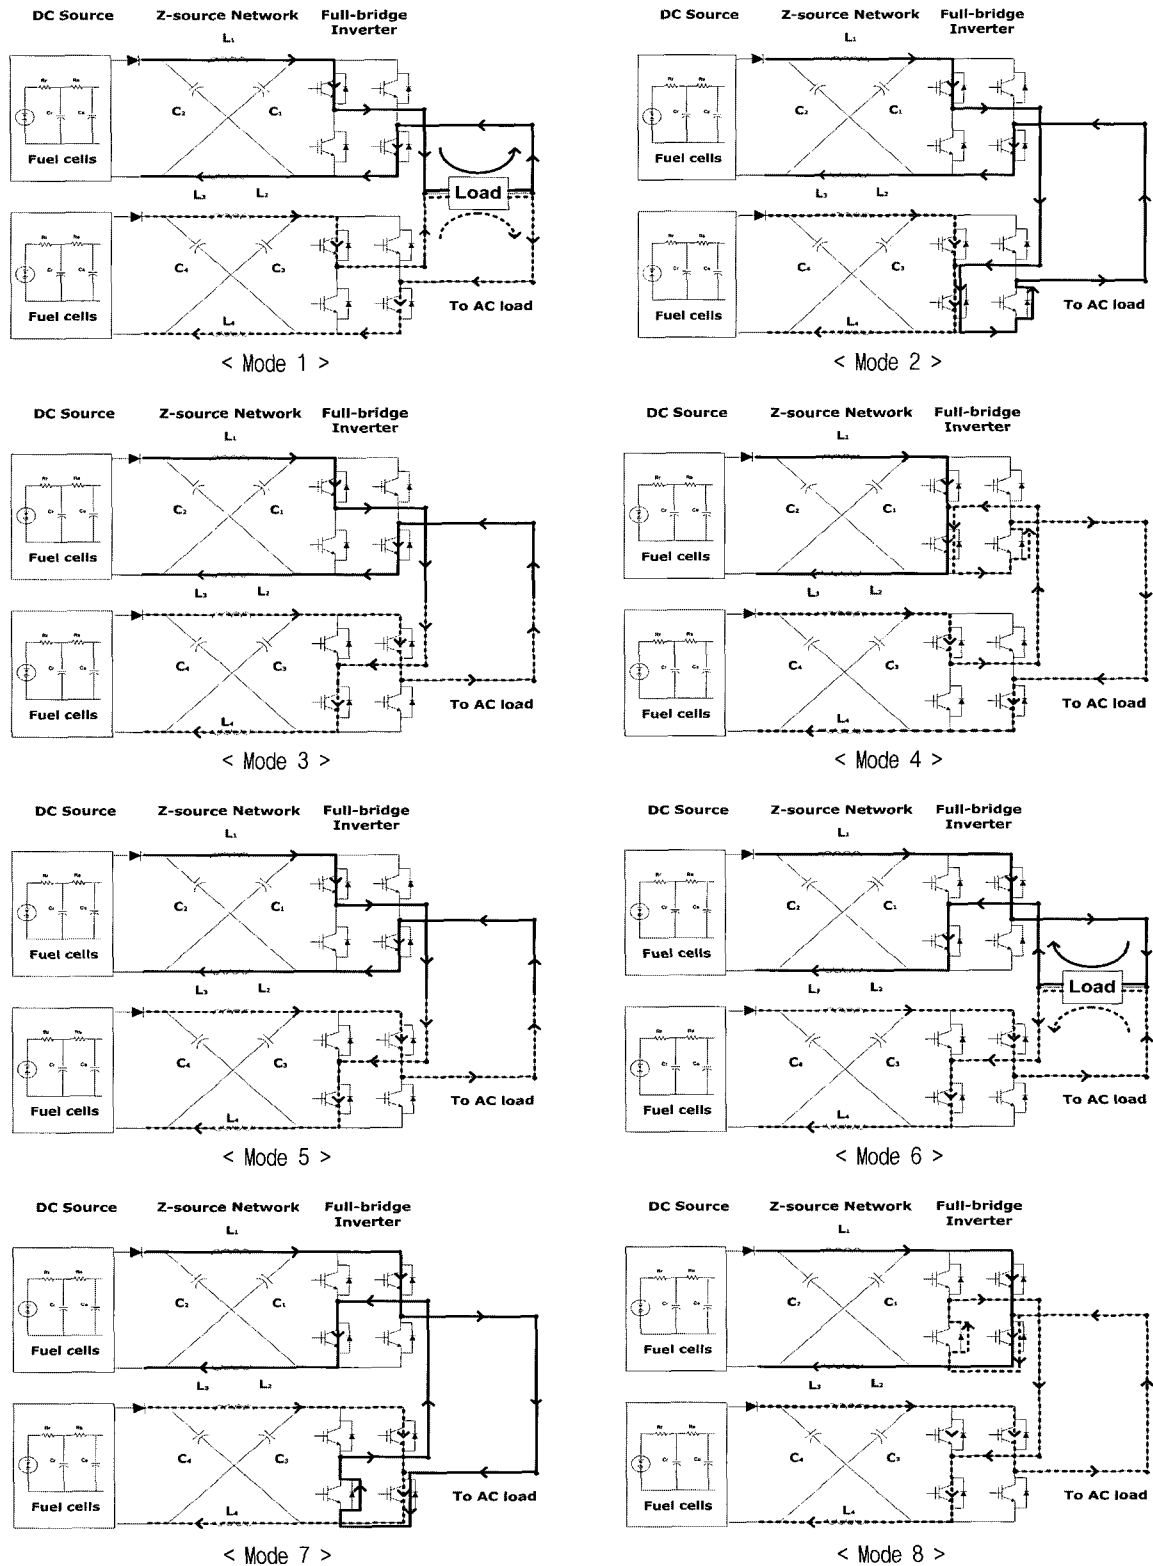 DC Source Z-source Network Full-bridge Inverter
L₁
C₂ C₁
Fuel cells
L₃ L₂
Load
C₄ C₃
Fuel cells
L₄
To AC load
< Mode 1 >
DC Source Z-source Network Full-bridge Inverter
L₁
C₂ C₁
Fuel cells
L₃ L₂
C₄ C₃
Fuel cells
L₄
To AC load
< Mode 2 >
DC Source Z-source Network Full-bridge Inverter
L₁
C₂ C₁
Fuel cells
L₃ L₂
C₄ C₃
Fuel cells
L₄
To AC load
< Mode 3 >
DC Source Z-source Network Full-bridge Inverter
L₁
C₂ C₁
Fuel cells
L₃ L₂
C₄ C₃
Fuel cells
L₄
To AC load
< Mode 4 >
DC Source Z-source Network Full-bridge Inverter
L₁
C₂ C₁
Fuel cells
L₃ L₂
C₄ C₃
Fuel cells
L₄
To AC load
< Mode 5 >
DC Source Z-source Network Full-bridge Inverter
L₁
C₂ C₁
Fuel cells
L₃ L₂
Load
C₄ C₃
Fuel cells
L₄
To AC load
< Mode 6 >
DC Source Z-source Network Full-bridge Inverter
L₁
C₂ C₁
Fuel cells
L₃ L₂
C₄ C₃
Fuel cells
L₄
To AC load
< Mode 7 >
DC Source Z-source Network Full-bridge Inverter
L₁
C₂ C₁
Fuel cells
L₃ L₂
C₄ C₃
Fuel cells
L₄
To AC load
< Mode 8 >